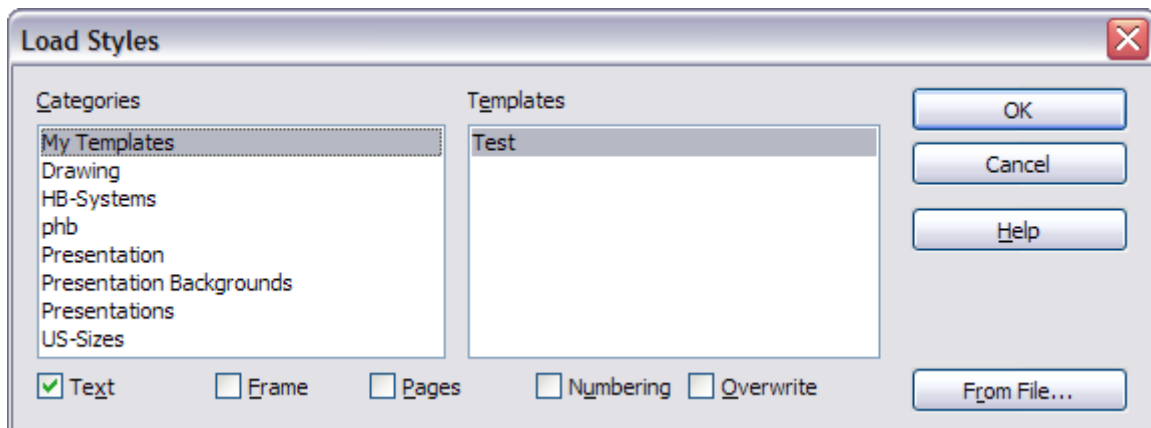 Load Styles
Categories
Templates
My Templates
Drawing
HB-Systems
phb
Presentation
Presentation Backgrounds
Presentations
US-Sizes
Test
OK
Cancel
Help
Text Frame Pages Numbering Overwrite
From File...